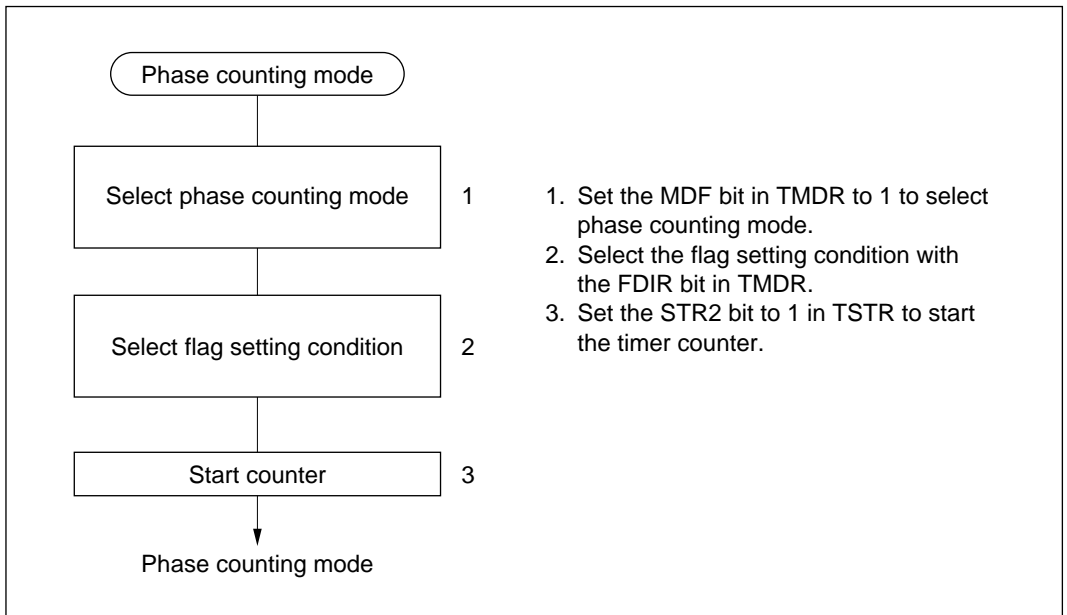 Phase counting mode
Select phase counting mode
1
Select flag setting condition
2
Start counter
3
Phase counting mode
1. Set the MDF bit in TMDR to 1 to select
phase counting mode.
2. Select the flag setting condition with
the FDIR bit in TMDR.
3. Set the STR2 bit to 1 in TSTR to start
the timer counter.